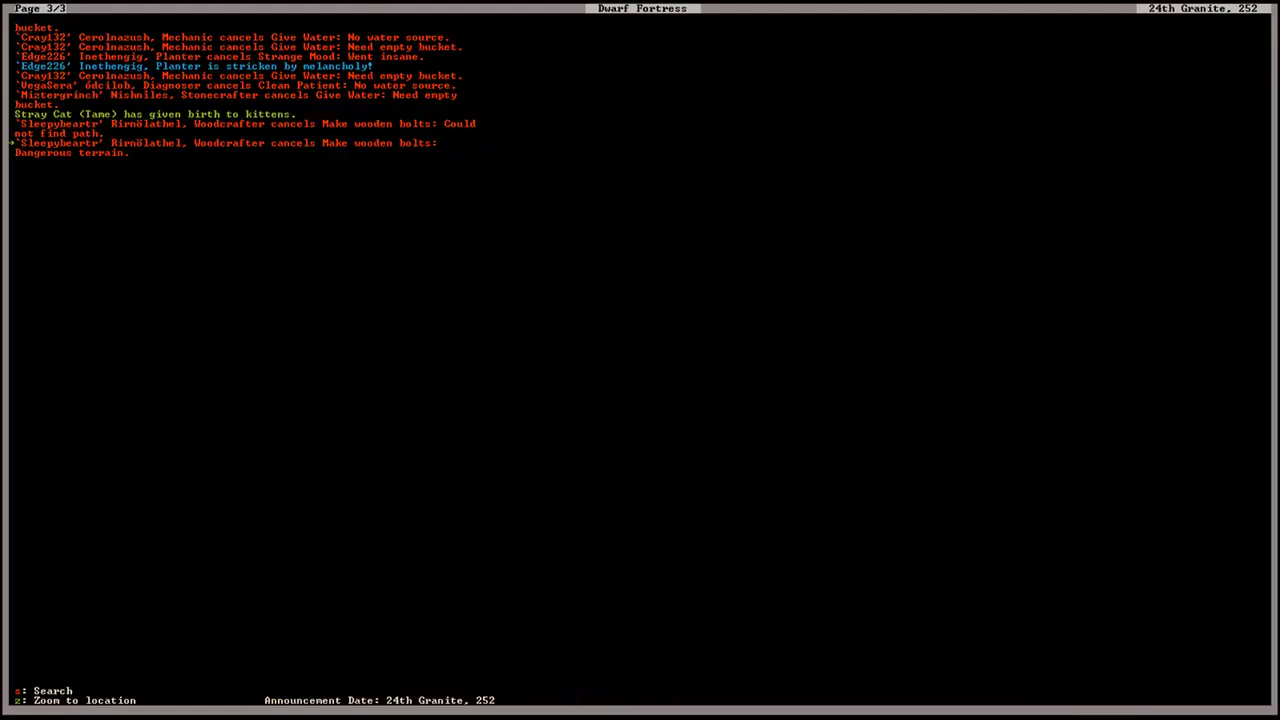 Page 3/3
Dwarf Fortress
24th Granite, 252
bucket.
`Cray132' Cerolnazush, Mechanic cancels Give Water: No water source.
`Cray132' Cerolnazush, Mechanic cancels Give Water: Need empty bucket.
`Edge226' Inethengig, Planter cancels Strange Mood: Went insane.
`Edge226' Inethengig, Planter is stricken by melancholy!
`Cray132' Cerolnazush, Mechanic cancels Give Water: Need empty bucket.
`VegaSera' ódcilob, Diagnoser cancels Clean Patient: No water source.
`Miztergrinch' Nishniles, Stonecrafter cancels Give Water: Need empty
bucket.
Stray Cat (Tame) has given birth to kittens.
`Sleepybeartr' Rirnölathel, Woodcrafter cancels Make wooden bolts: Could
not find path.
`Sleepybeartr' Rirnölathel, Woodcrafter cancels Make wooden bolts:
Dangerous terrain.
s: Search
z: Zoom to location
Announcement Date: 24th Granite, 252